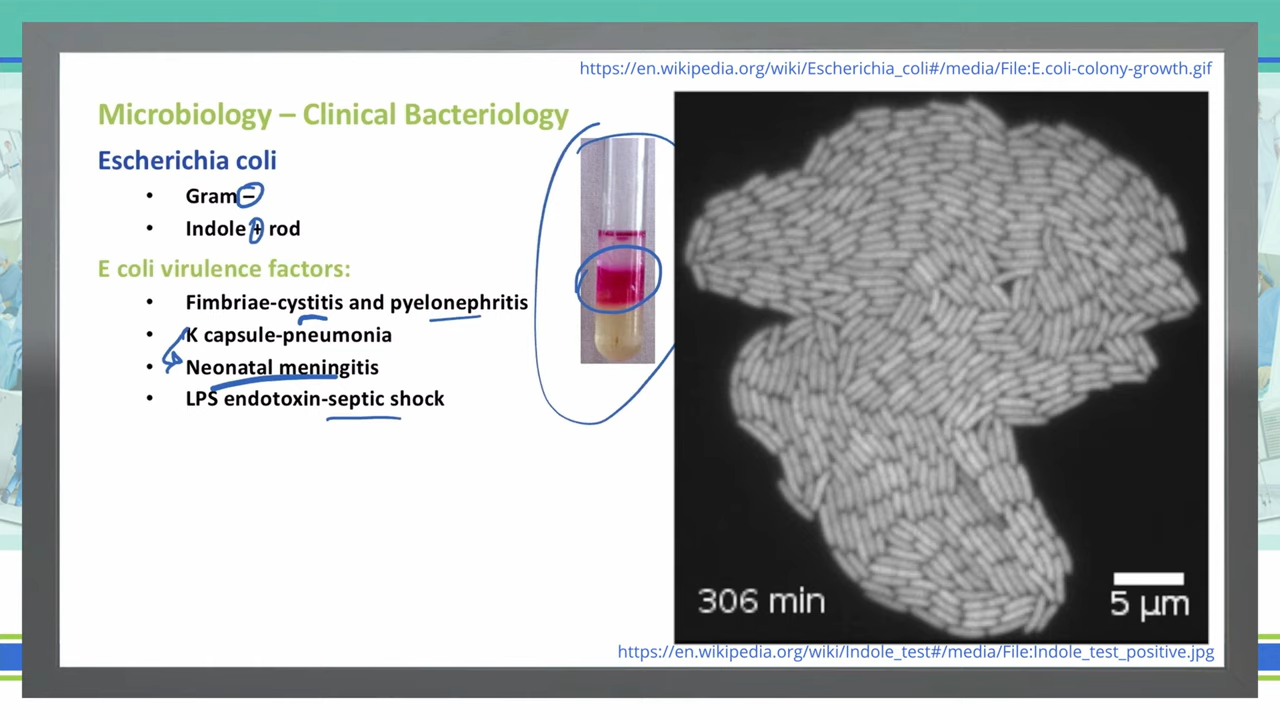 https://en.wikipedia.org/wiki/Escherichia_coli#/media/File:E.coli-colony-growth.gif
Microbiology – Clinical Bacteriology
Escherichia coli
• Gram –
• Indole + rod
E coli virulence factors:
• Fimbriae-cystitis and pyelonephritis
• K capsule-pneumonia
• Neonatal meningitis
• LPS endotoxin-septic shock
306 min
5 μm
https://en.wikipedia.org/wiki/Indole_test#/media/File:Indole_test_positive.jpg